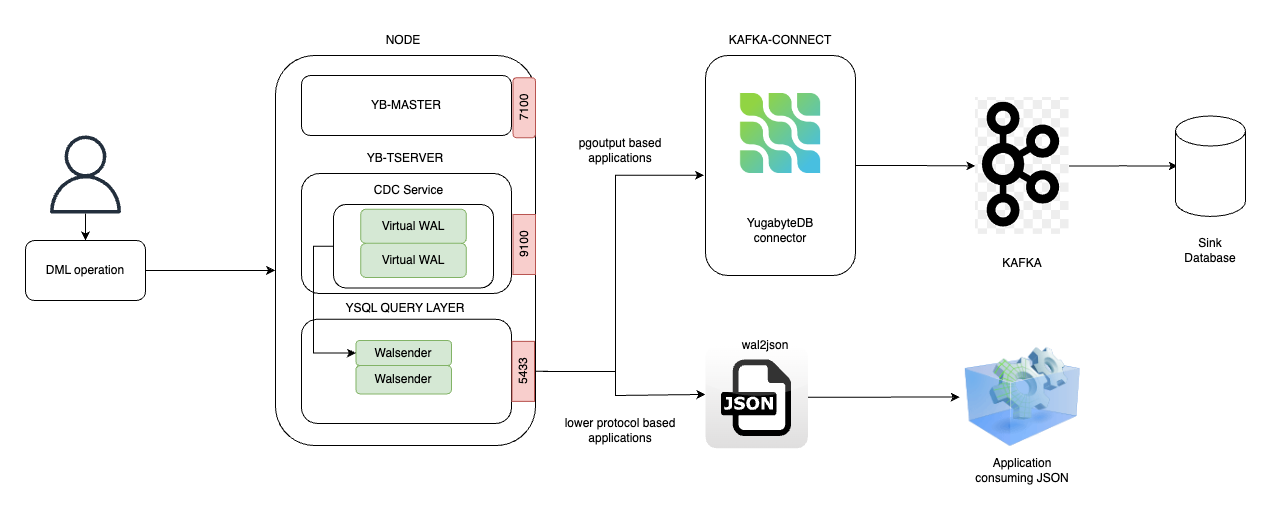 NODE
KAFKA-CONNECT
YB-MASTER
7100
YB-TSERVER
CDC Service
Virtual WAL
Virtual WAL
9100
YSQL QUERY LAYER
Walsender
Walsender
5433
DML operation
pgoutput based
applications
lower protocol based
applications
YugabyteDB
connector
KAFKA
Sink
Database
wal2json
JSON
Application
consuming JSON